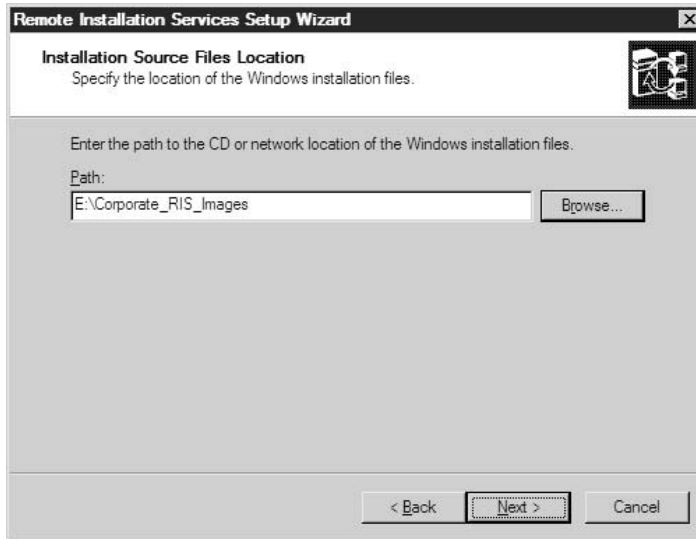 Remote Installation Services Setup Wizard
Installation Source Files Location
Specify the location of the Windows installation files.
Enter the path to the CD or network location of the Windows installation files.
Path:
E:\Corporate_RIS_Images
Browse...
< Back
Next >
Cancel